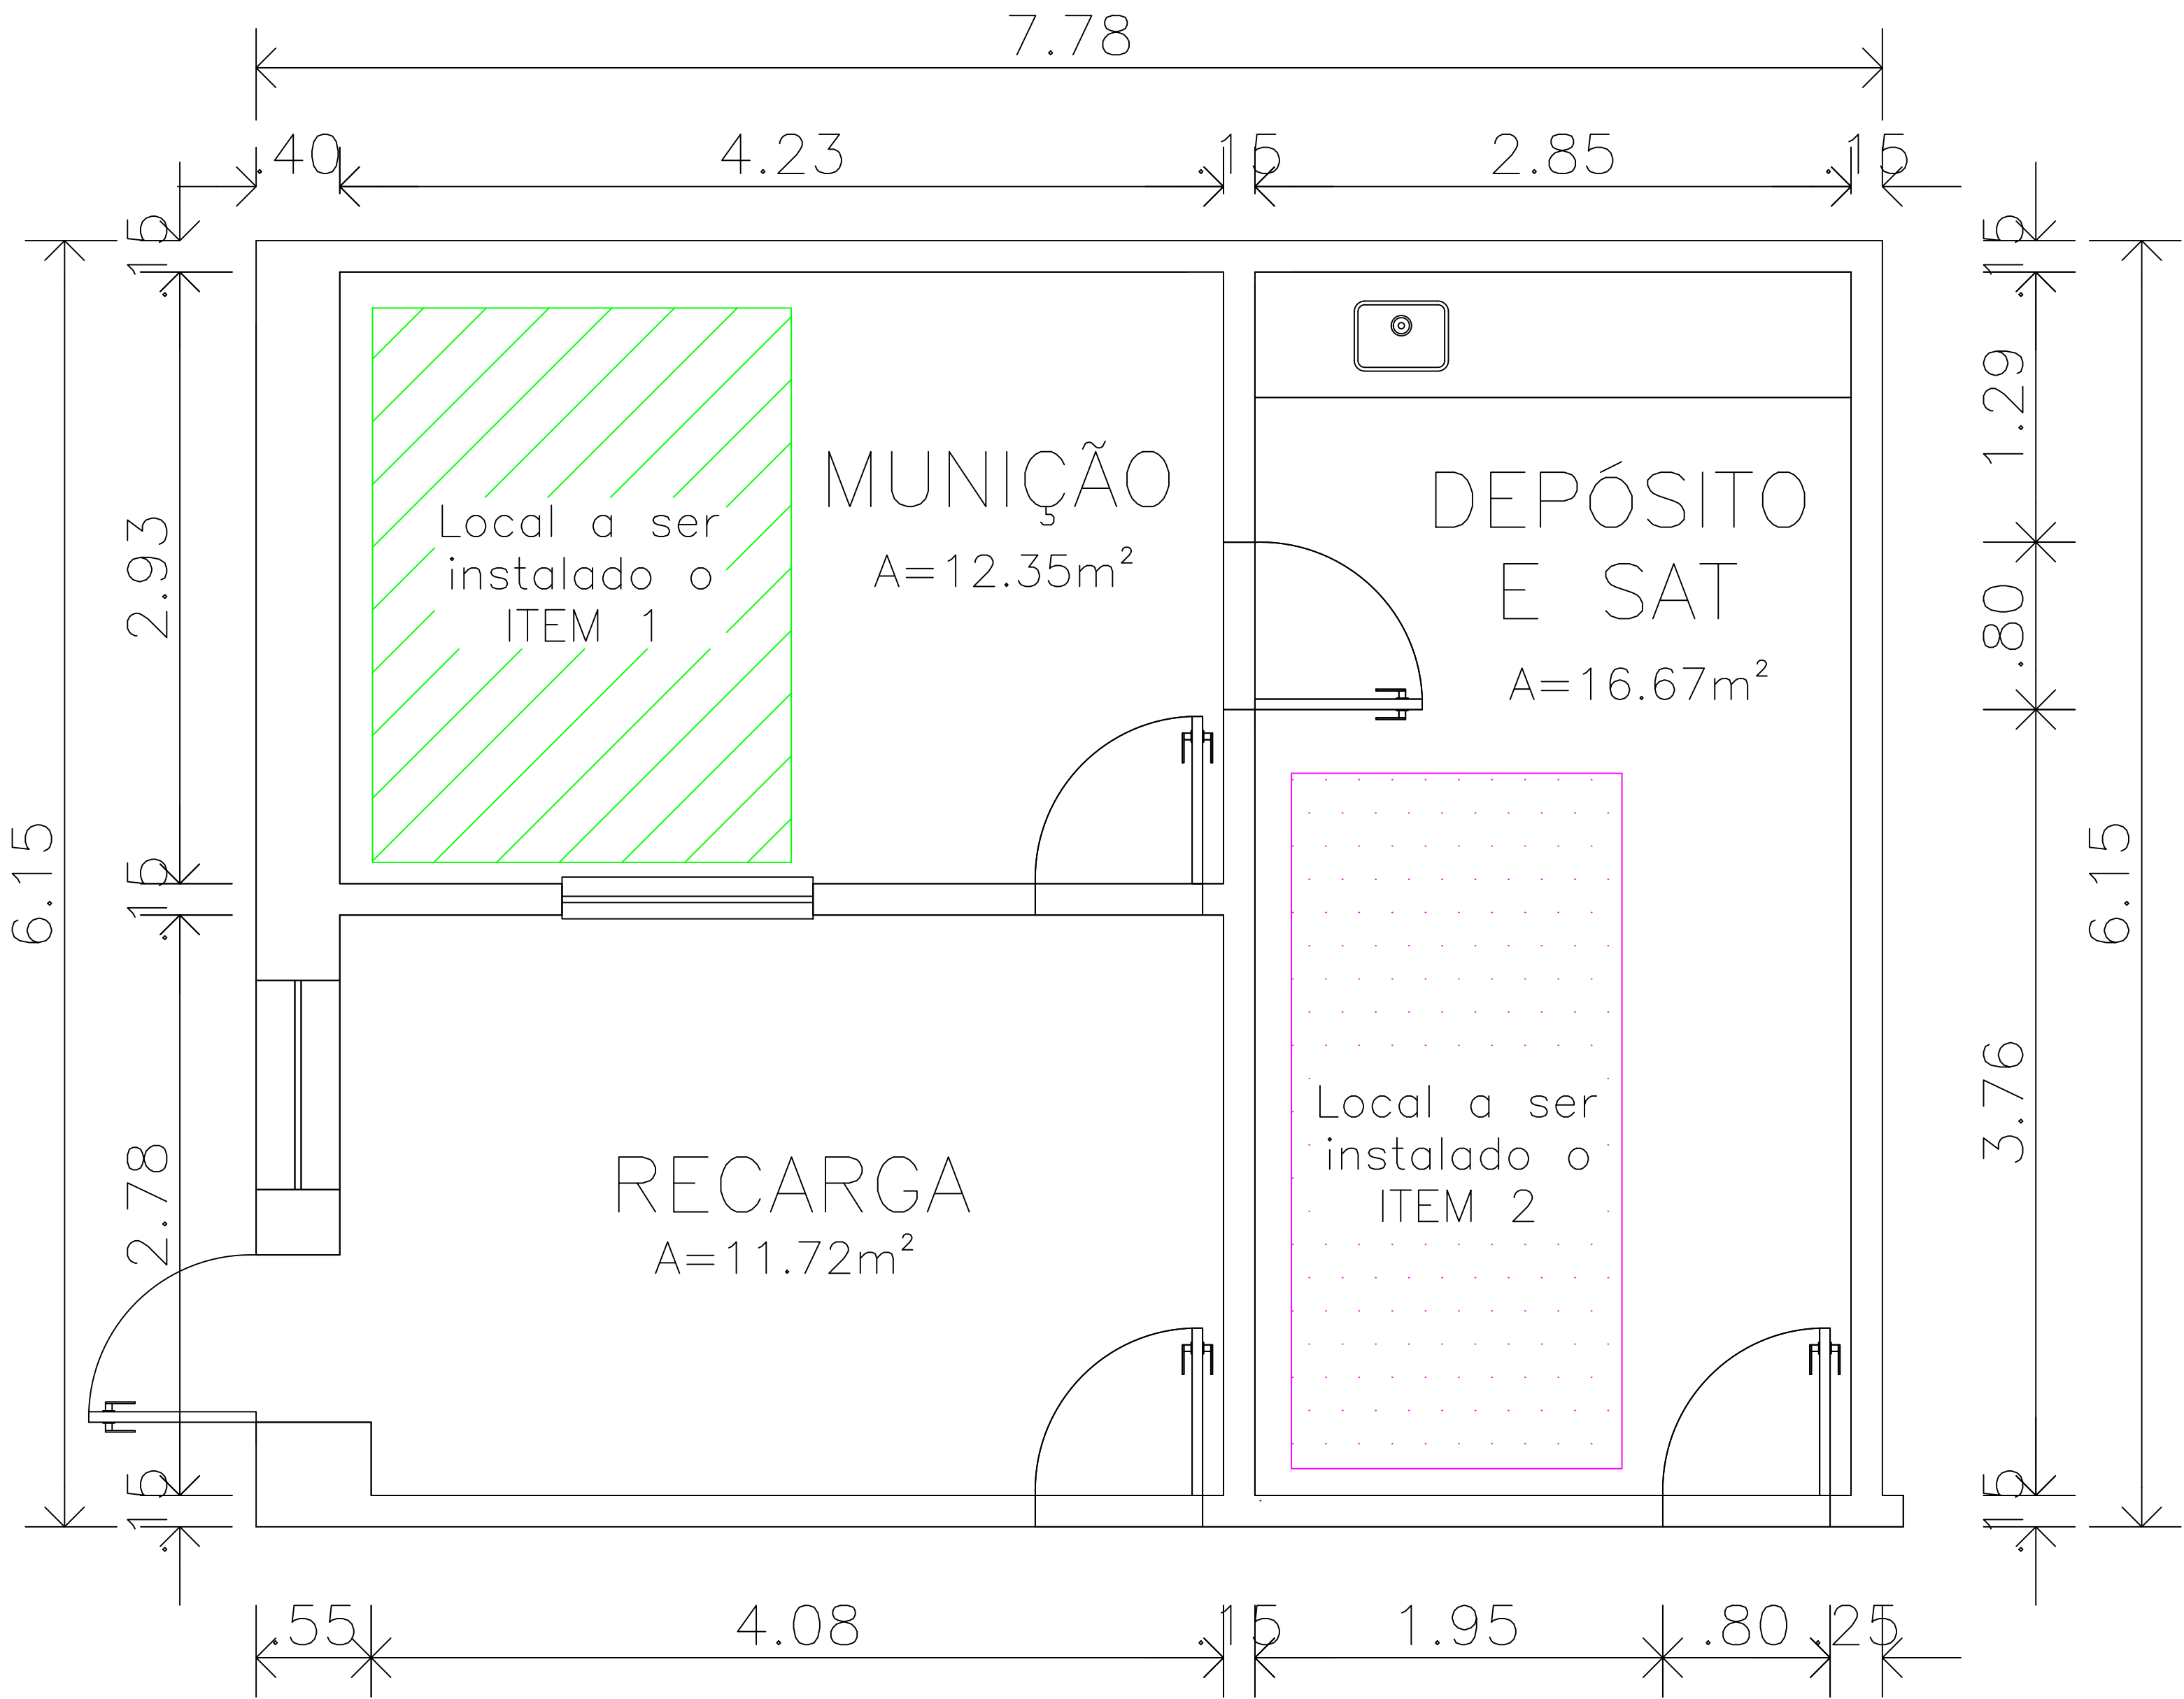 7.78
.40
4.23
.15
2.85
.15
.15
2.93
.15
2.78
.15
6.15
MUNIÇÃO
A=12.35m²
Local a ser
instalado o
ITEM 1
DEPÓSITO
E SAT
A=16.67m²
Local a ser
instalado o
ITEM 2
RECARGA
A=11.72m²
.15
1.29
.80
3.76
.15
6.15
.55
4.08
.15
1.95
.80
.25